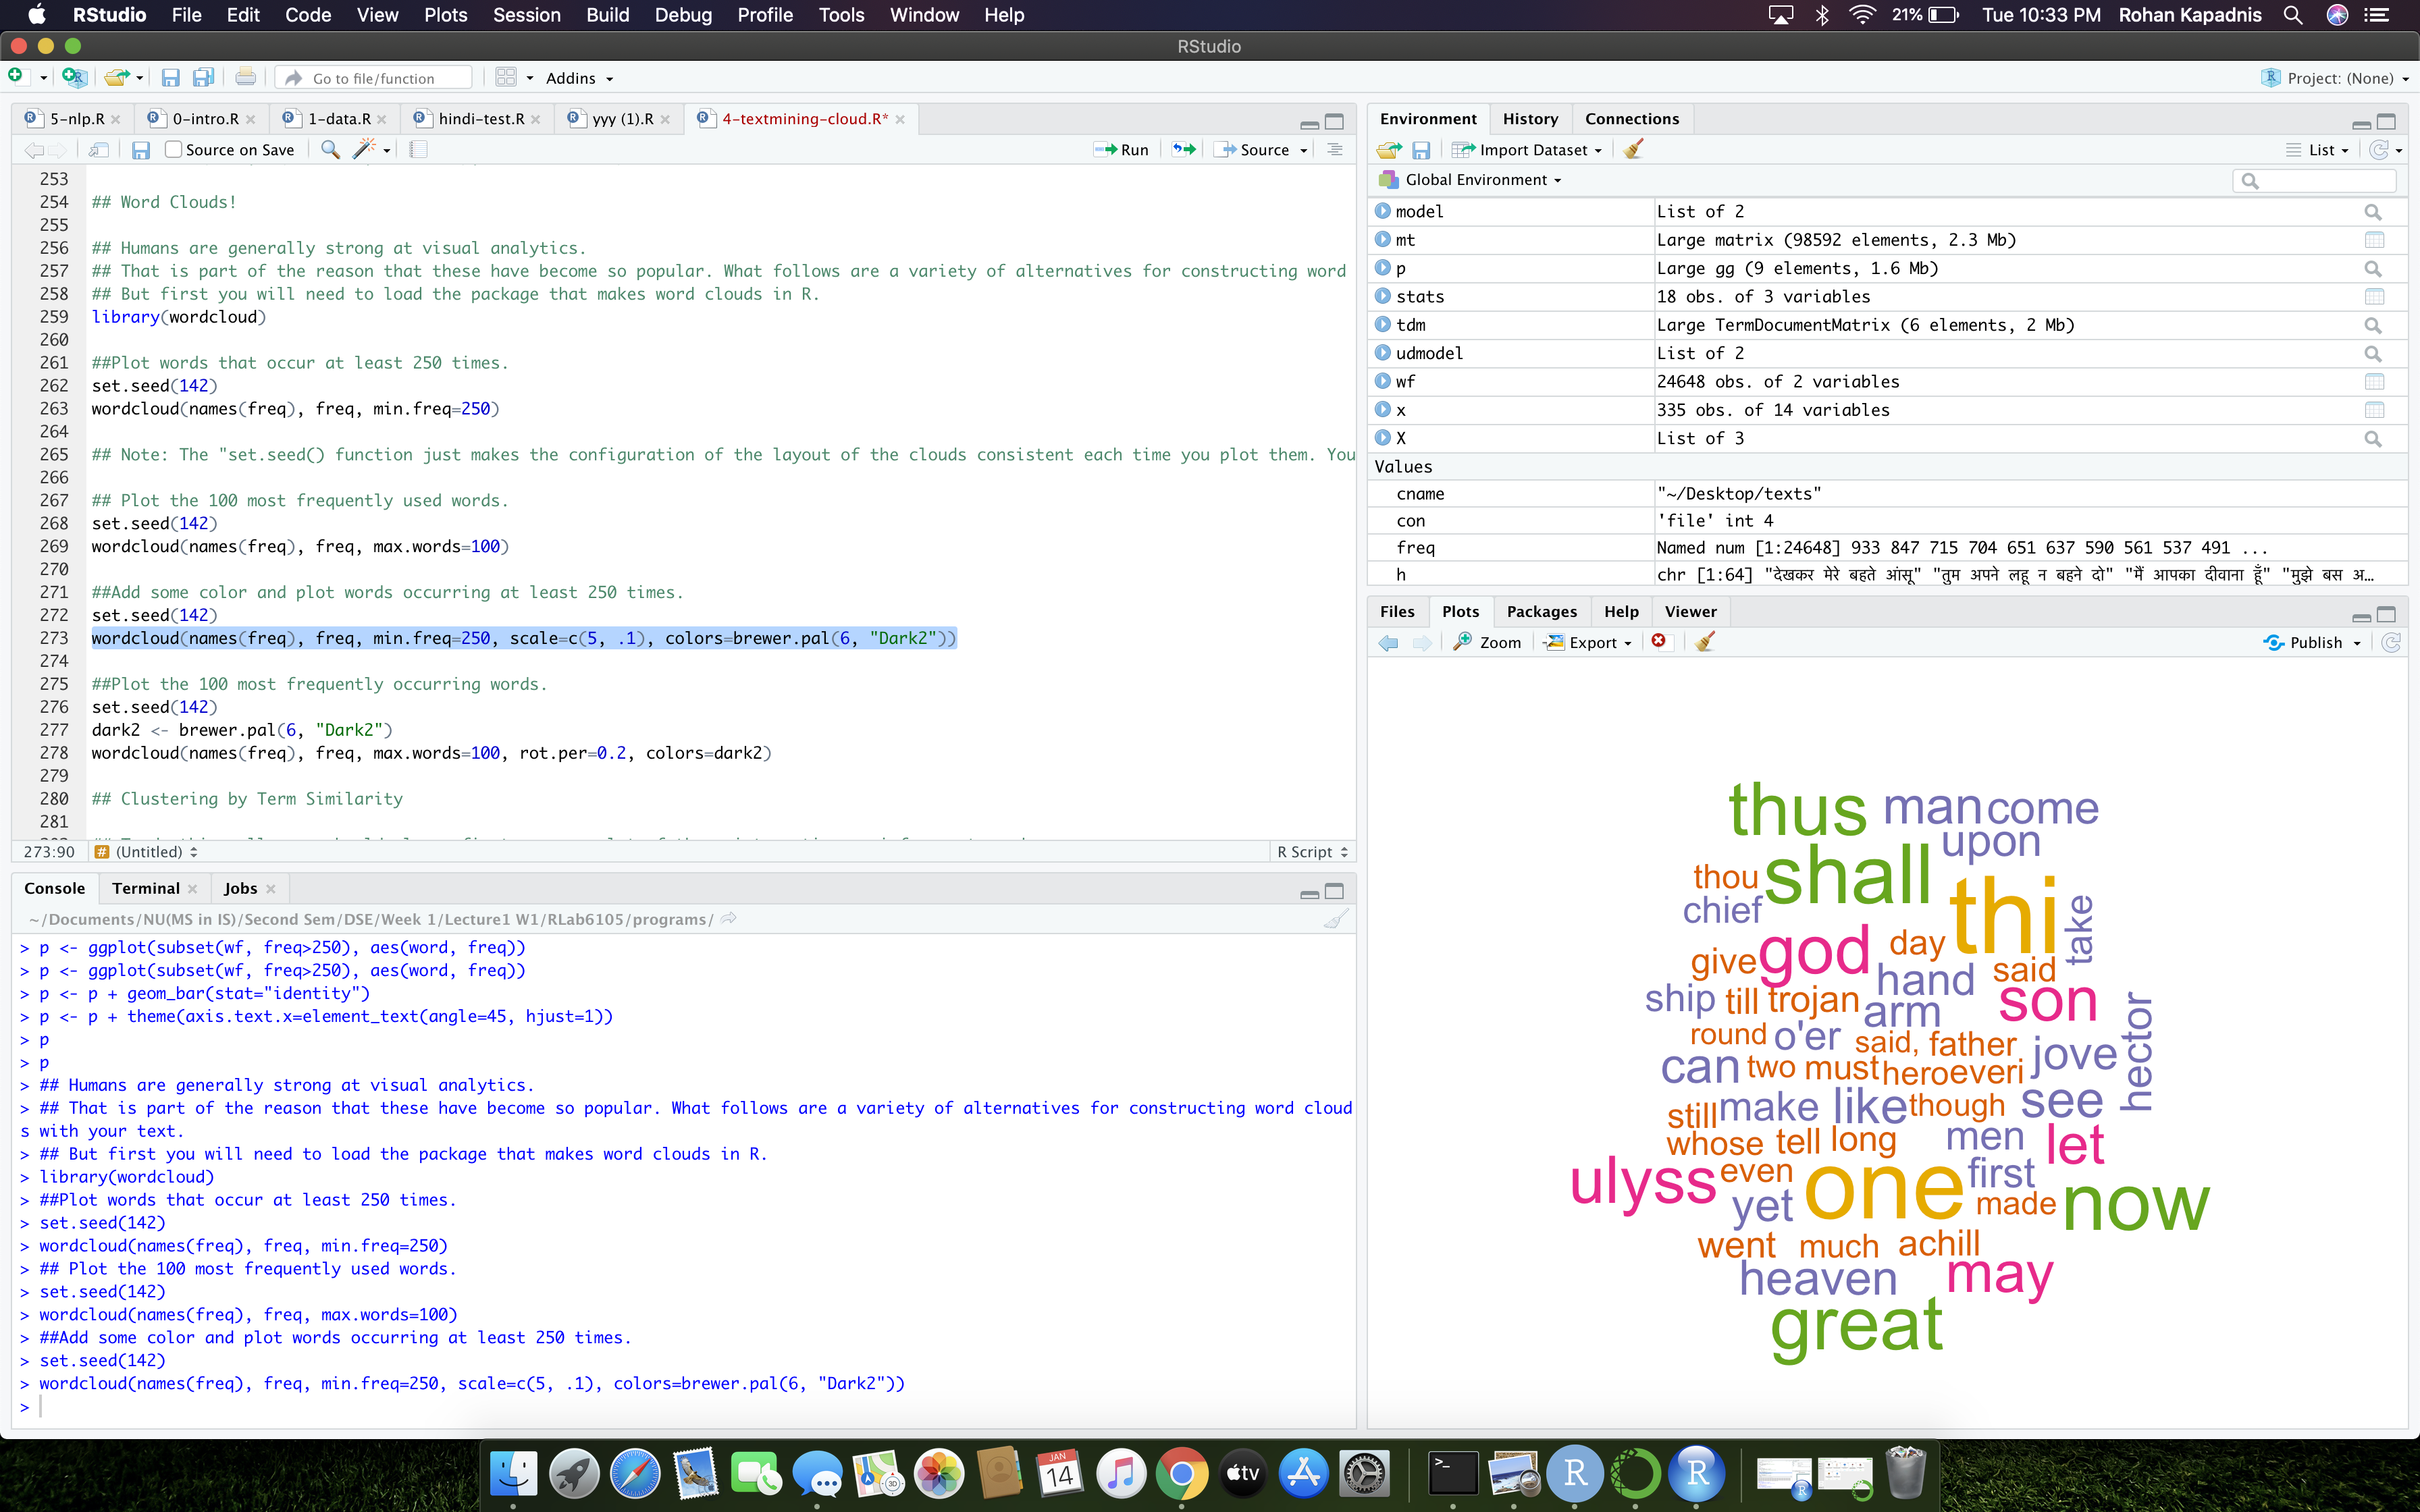 RStudio File Edit Code View Plots Session Build Debug Profile Tools Window Help 21% Tue 10:33 PM Rohan Kapadnis
RStudio
Go to file/function Addins Project: (None)
5-nlp.R 0-intro.R 1-data.R hindi-test.R yyy (1).R 4-textmining-cloud.R*
Source on Save Run Source
253
254 ## Word Clouds!
255
256 ## Humans are generally strong at visual analytics.
257 ## That is part of the reason that these have become so popular. What follows are a variety of alternatives for constructing word
258 ## But first you will need to load the package that makes word clouds in R.
259 library(wordcloud)
260
261 ##Plot words that occur at least 250 times.
262 set.seed(142)
263 wordcloud(names(freq), freq, min.freq=250)
264
265 ## Note: The "set.seed() function just makes the configuration of the layout of the clouds consistent each time you plot them. You
266
267 ## Plot the 100 most frequently used words.
268 set.seed(142)
269 wordcloud(names(freq), freq, max.words=100)
270
271 ##Add some color and plot words occurring at least 250 times.
272 set.seed(142)
273 wordcloud(names(freq), freq, min.freq=250, scale=c(5, .1), colors=brewer.pal(6, "Dark2"))
274
275 ##Plot the 100 most frequently occurring words.
276 set.seed(142)
277 dark2 <- brewer.pal(6, "Dark2")
278 wordcloud(names(freq), freq, max.words=100, rot.per=0.2, colors=dark2)
279
280 ## Clustering by Term Similarity
281
273:90 # (Untitled) R Script
Console Terminal Jobs
~/Documents/NU(MS in IS)/Second Sem/DSE/Week 1/Lecture1 W1/RLab6105/programs/
> p <- ggplot(subset(wf, freq>250), aes(word, freq))
> p <- ggplot(subset(wf, freq>250), aes(word, freq))
> p <- p + geom_bar(stat="identity")
> p <- p + theme(axis.text.x=element_text(angle=45, hjust=1))
> p
> p
> ## Humans are generally strong at visual analytics.
> ## That is part of the reason that these have become so popular. What follows are a variety of alternatives for constructing word cloud
s with your text.
> ## But first you will need to load the package that makes word clouds in R.
> library(wordcloud)
> ##Plot words that occur at least 250 times.
> set.seed(142)
> wordcloud(names(freq), freq, min.freq=250)
> ## Plot the 100 most frequently used words.
> set.seed(142)
> wordcloud(names(freq), freq, max.words=100)
> ##Add some color and plot words occurring at least 250 times.
> set.seed(142)
> wordcloud(names(freq), freq, min.freq=250, scale=c(5, .1), colors=brewer.pal(6, "Dark2"))
>
Environment History Connections
Import Dataset List
Global Environment
model List of 2
mt Large matrix (98592 elements, 2.3 Mb)
p Large gg (9 elements, 1.6 Mb)
stats 18 obs. of 3 variables
tdm Large TermDocumentMatrix (6 elements, 2 Mb)
udmodel List of 2
wf 24648 obs. of 2 variables
x 335 obs. of 14 variables
X List of 3
Values
cname "~/Desktop/texts"
con 'file' int 4
freq Named num [1:24648] 933 847 715 704 651 637 590 561 537 491 ...
h chr [1:64] "देखकर मेरे बहते आंसू" "तुम अपने लहू न बहने दो" "मैं आपका दीवाना हूँ" "मुझे बस अ...
Files Plots Packages Help Viewer
Zoom Export Publish
thus man come
upon
thou shall
chief thi take
give god day
hand said
ship till trojan arm son
hector
round o'er said, father jove
can two must hero everi
still make like though see
whose tell long men let
ulyss even one first
yet made now
went much achill
heaven may
great
JAN
14
tv